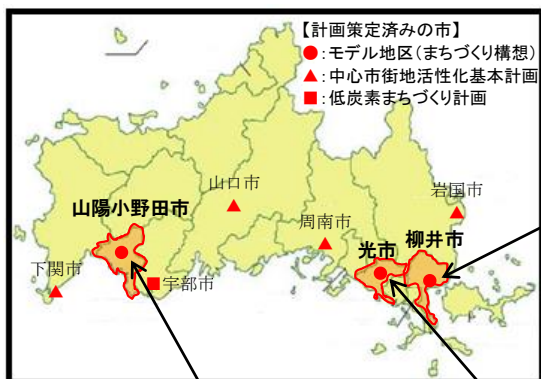 【計画策定済みの市】
●：モデル地区（まちづくり構想）
▲：中心市街地活性化基本計画
■：低炭素まちづくり計画
山口市
岩国市
山陽小野田市
周南市
光市
柳井市
下関市
宇部市